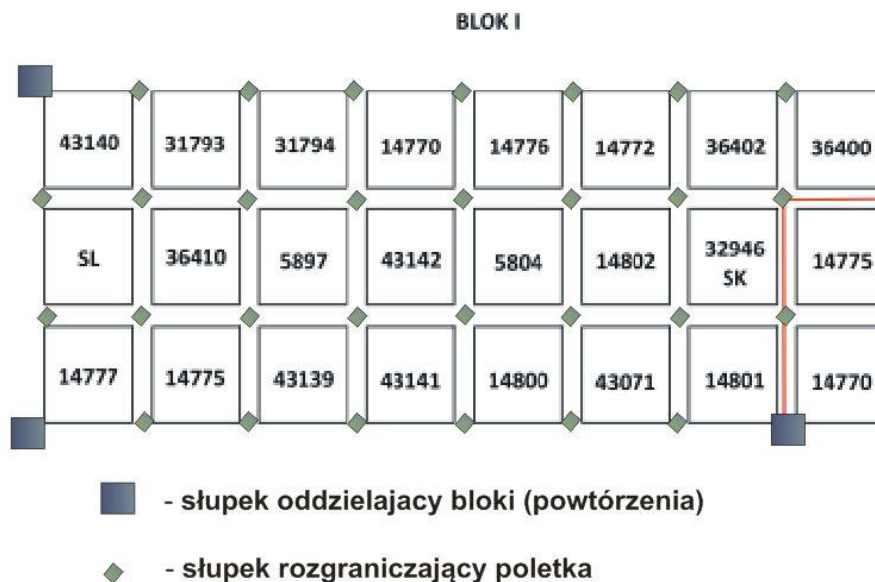 BLOK I
43140 31793 31794 14770 14776 14772 36402 36400
SL 36410 5897 43142 5804 14802 32946 SK 14775
14777 14775 43139 43141 14800 43071 14801 14770
- słupek oddzielajacy bloki (powtórzenia)
- słupek rozgraniczający poletka